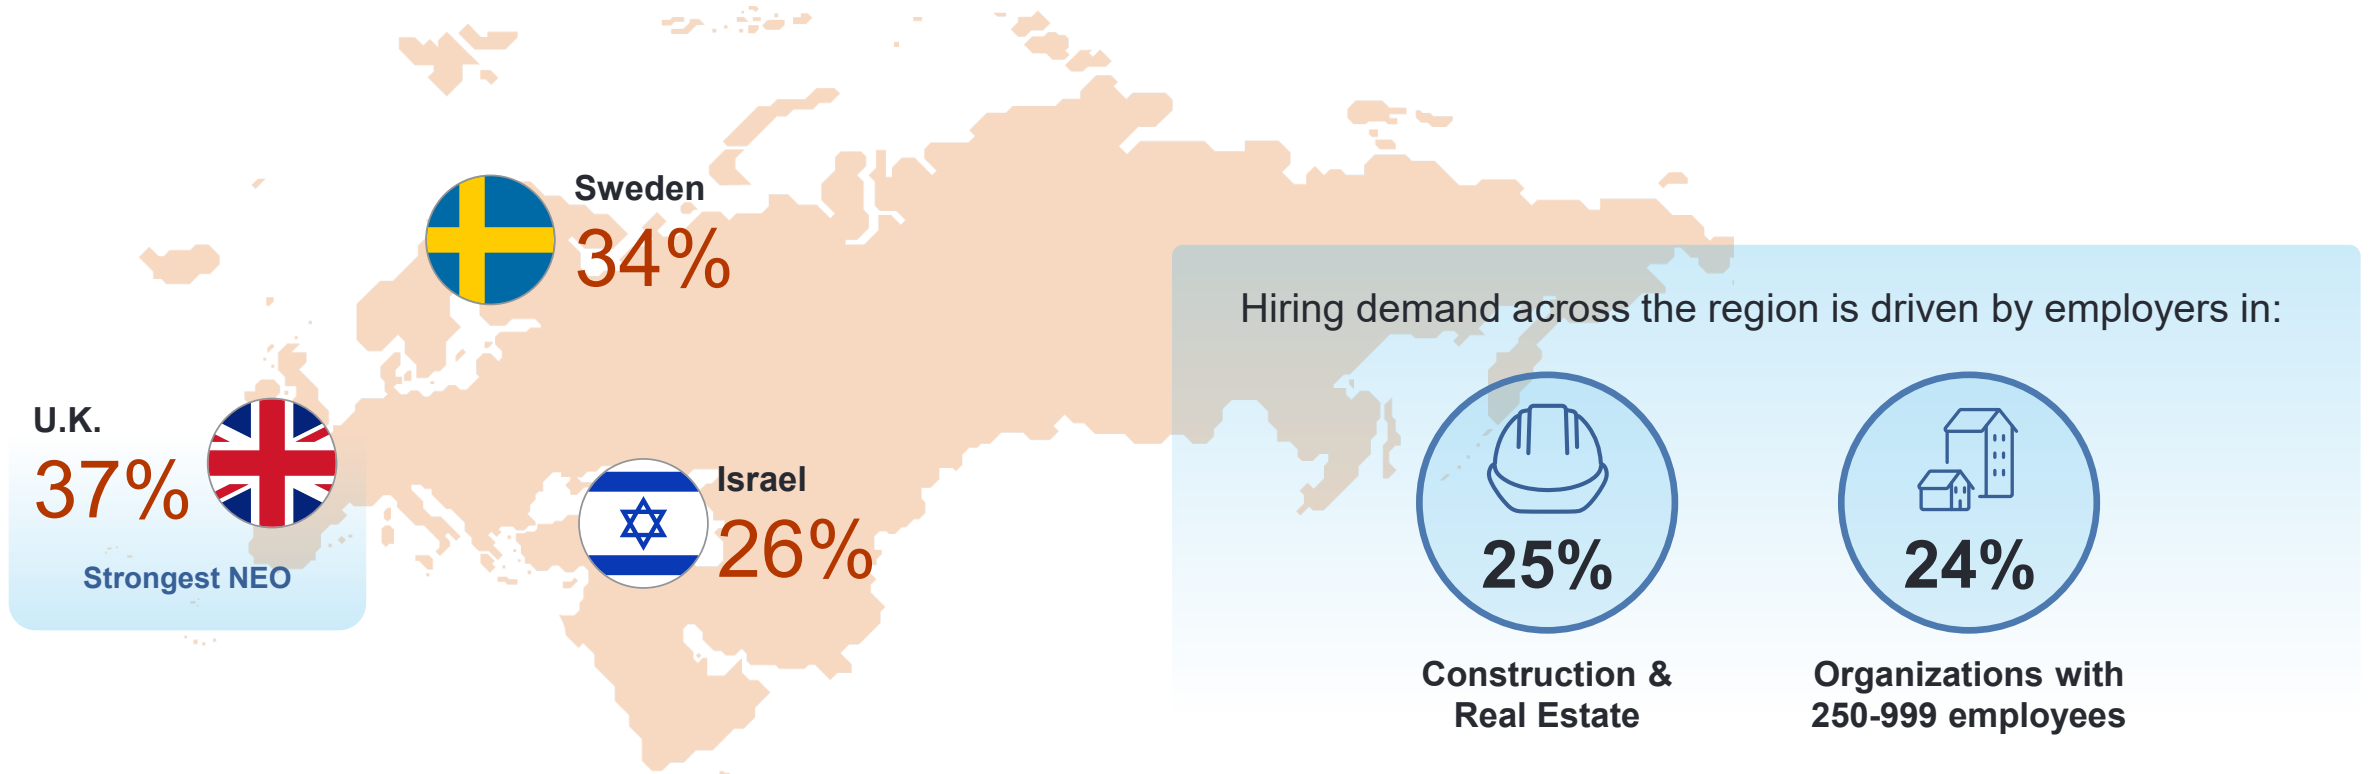 Sweden
34%
U.K.
37%
Strongest NEO
Israel
26%
Hiring demand across the region is driven by employers in:
25%
Construction &
Real Estate
24%
Organizations with
250-999 employees